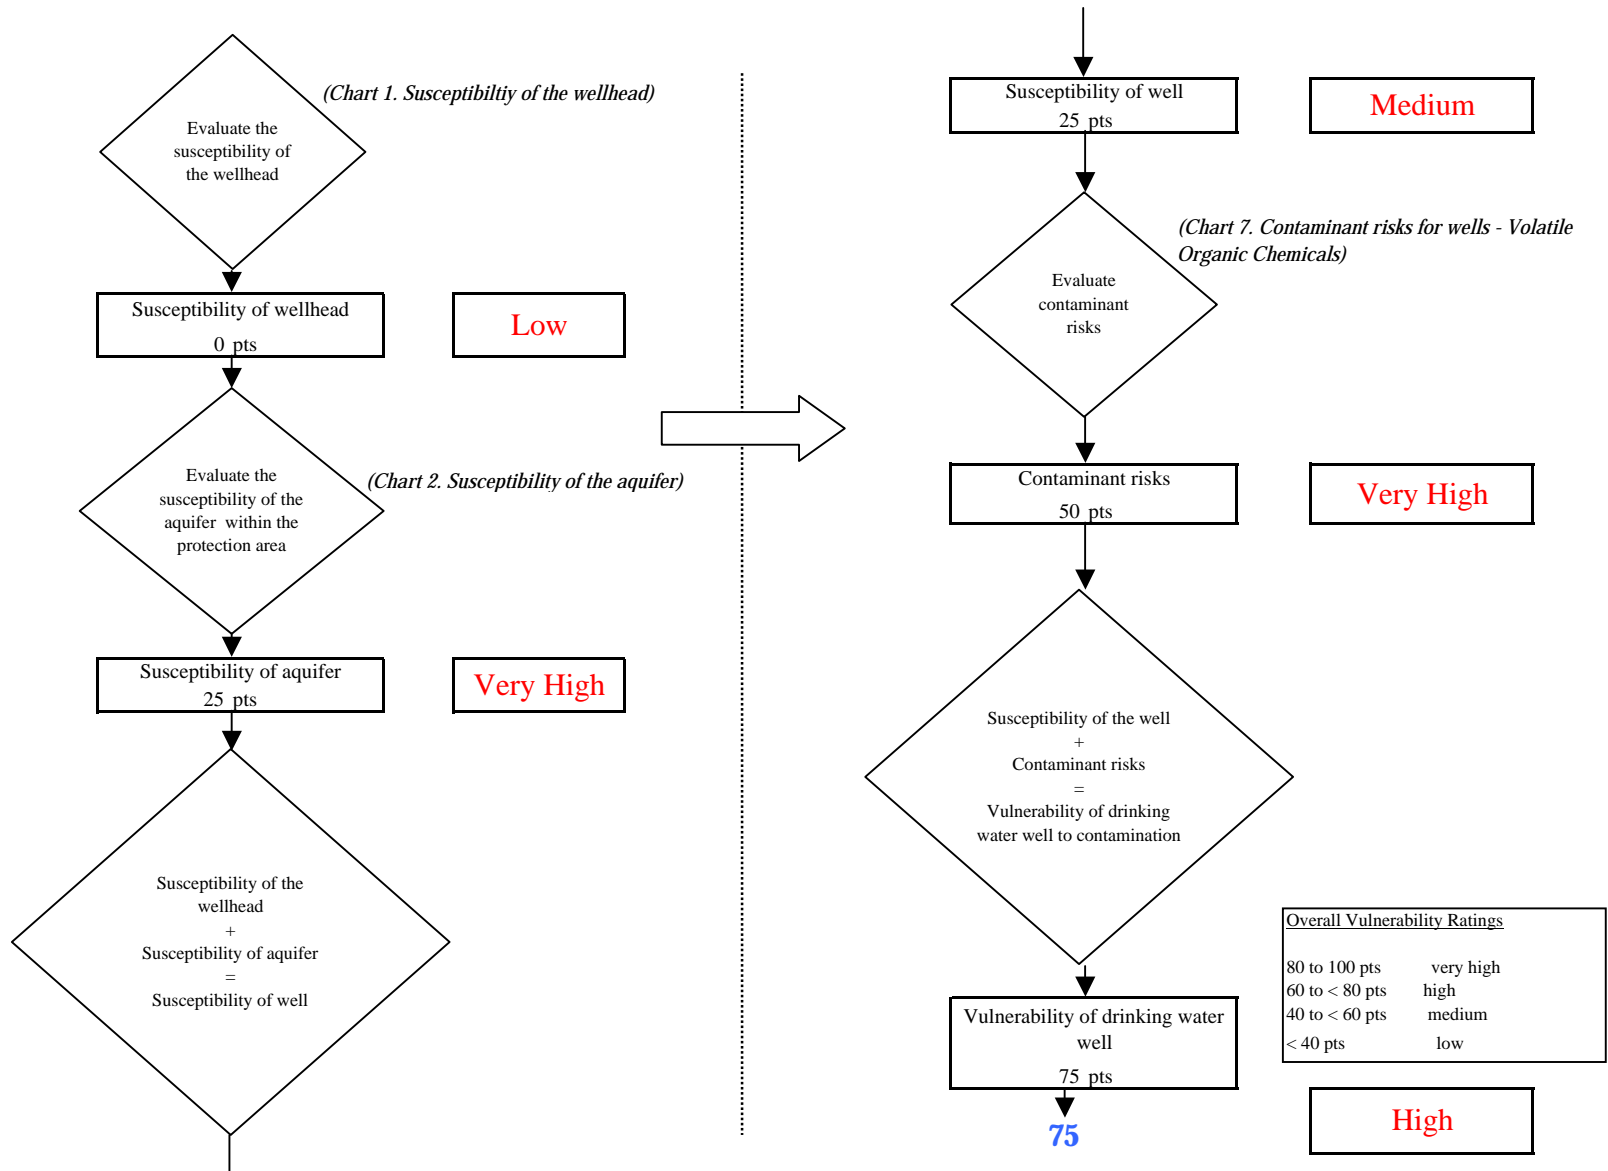 (Chart 1. Susceptibiltiy of the wellhead)
Evaluate the
susceptibility of
the wellhead
Susceptibility of wellhead
0 pts
Low
Evaluate the
susceptibility of the
aquifer within the
protection area
(Chart 2. Susceptibility of the aquifer)
Susceptibility of aquifer
25 pts
Very High
Susceptibility of the
wellhead
+
Susceptibility of aquifer
=
Susceptibility of well
Susceptibility of well
25 pts
Medium
(Chart 7. Contaminant risks for wells - Volatile
Organic Chemicals)
Evaluate
contaminant
risks
Contaminant risks
50 pts
Very High
Susceptibility of the well
+
Contaminant risks
=
Vulnerability of drinking
water well to contamination
Overall Vulnerability Ratings
80 to 100 pts very high
60 to < 80 pts high
40 to < 60 pts medium
< 40 pts low
Vulnerability of drinking water
well
75 pts
75
High